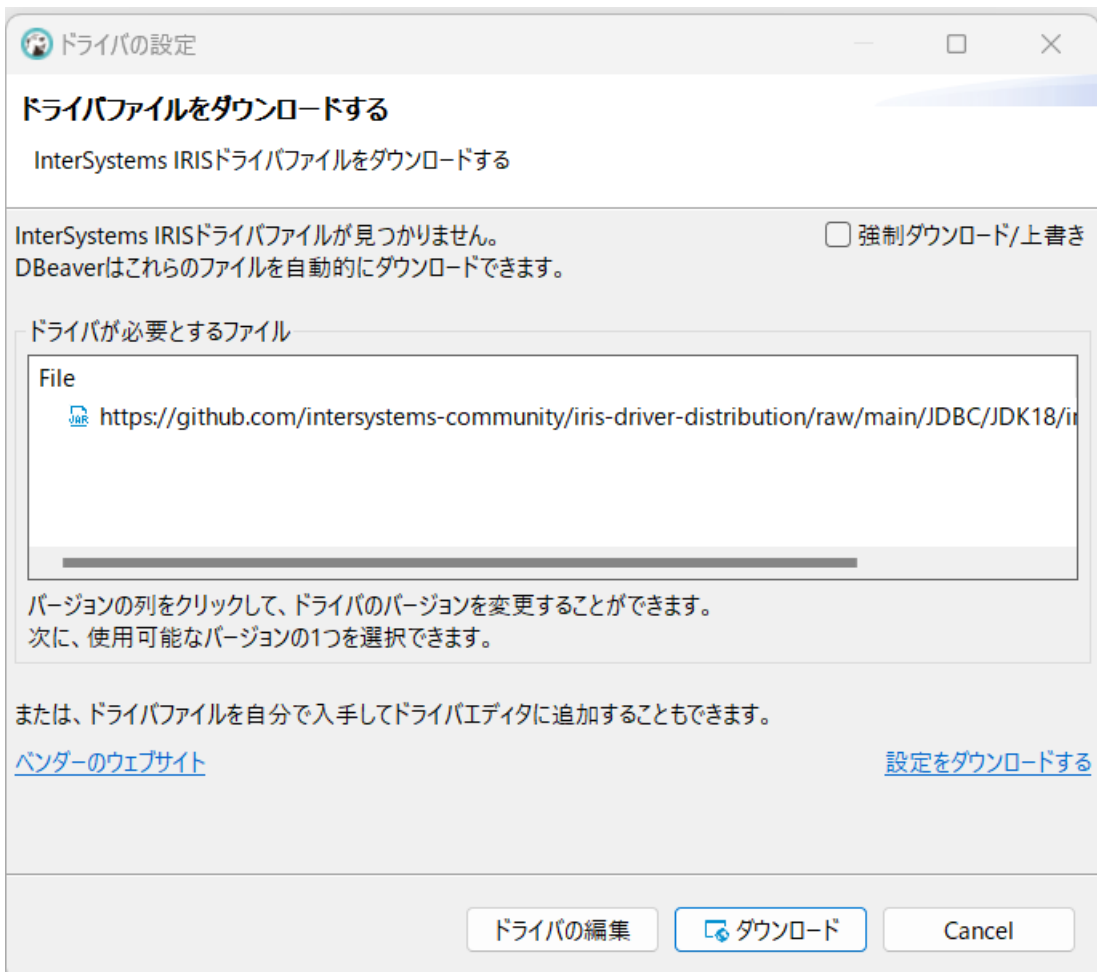 ドライバの設定
ドライバファイルをダウンロードする
InterSystems IRISドライバファイルをダウンロードする
InterSystems IRISドライバファイルが見つかりません。
強制ダウンロード/上書き
DBeaverはこれらのファイルを自動的にダウンロードできます。
ドライバが必要とするファイル
File
JAR
https://github.com/intersystems-community/iris-driver-distribution/raw/main/JDBC/JDK18/i
バージョンの列をクリックして、ドライバのバージョンを変更することができます。
次に、使用可能なバージョンの1つを選択できます。
または、ドライバファイルを自分で入手してドライバエディタに追加することもできます。
ベンダーのウェブサイト
設定をダウンロードする
ドライバの編集
ダウンロード
Cancel